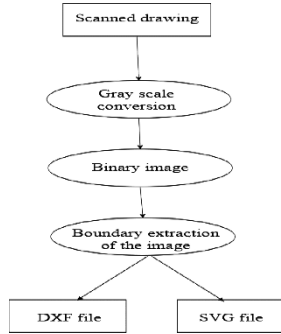 Scanned drawing
Gray scale
conversion
Binary image
Boundary extraction
of the image
DXF file
SVG file